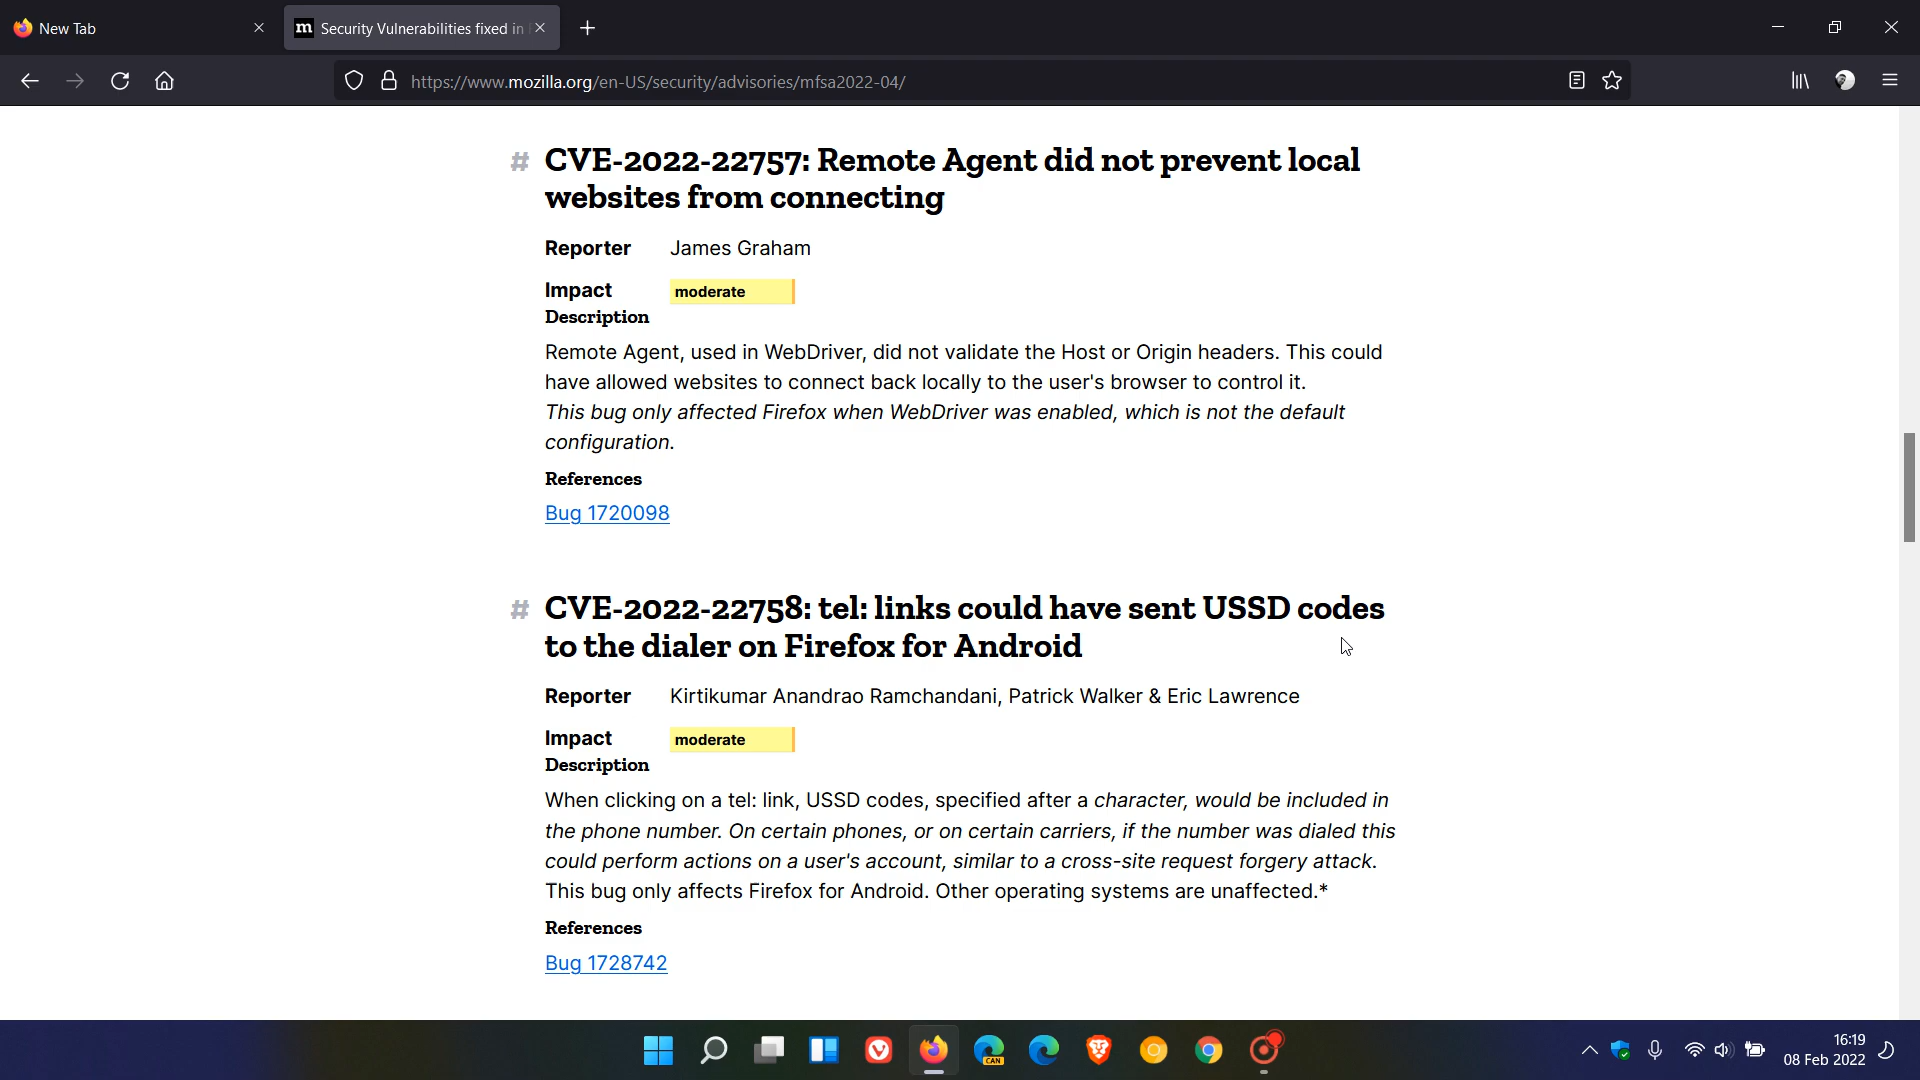 New Tab
Security Vulnerabilities fixed in
https://www.mozilla.org/en-US/security/advisories/mfsa2022-04/
# CVE-2022-22757: Remote Agent did not prevent local
websites from connecting
Reporter James Graham
Impact moderate
Description
Remote Agent, used in WebDriver, did not validate the Host or Origin headers. This could
have allowed websites to connect back locally to the user's browser to control it.
This bug only affected Firefox when WebDriver was enabled, which is not the default
configuration.
References
Bug 1720098
# CVE-2022-22758: tel: links could have sent USSD codes
to the dialer on Firefox for Android
Reporter Kirtikumar Anandrao Ramchandani, Patrick Walker & Eric Lawrence
Impact moderate
Description
When clicking on a tel: link, USSD codes, specified after a character, would be included in
the phone number. On certain phones, or on certain carriers, if the number was dialed this
could perform actions on a user's account, similar to a cross-site request forgery attack.
This bug only affects Firefox for Android. Other operating systems are unaffected.*
References
Bug 1728742
CAN
16:19
08 Feb 2022